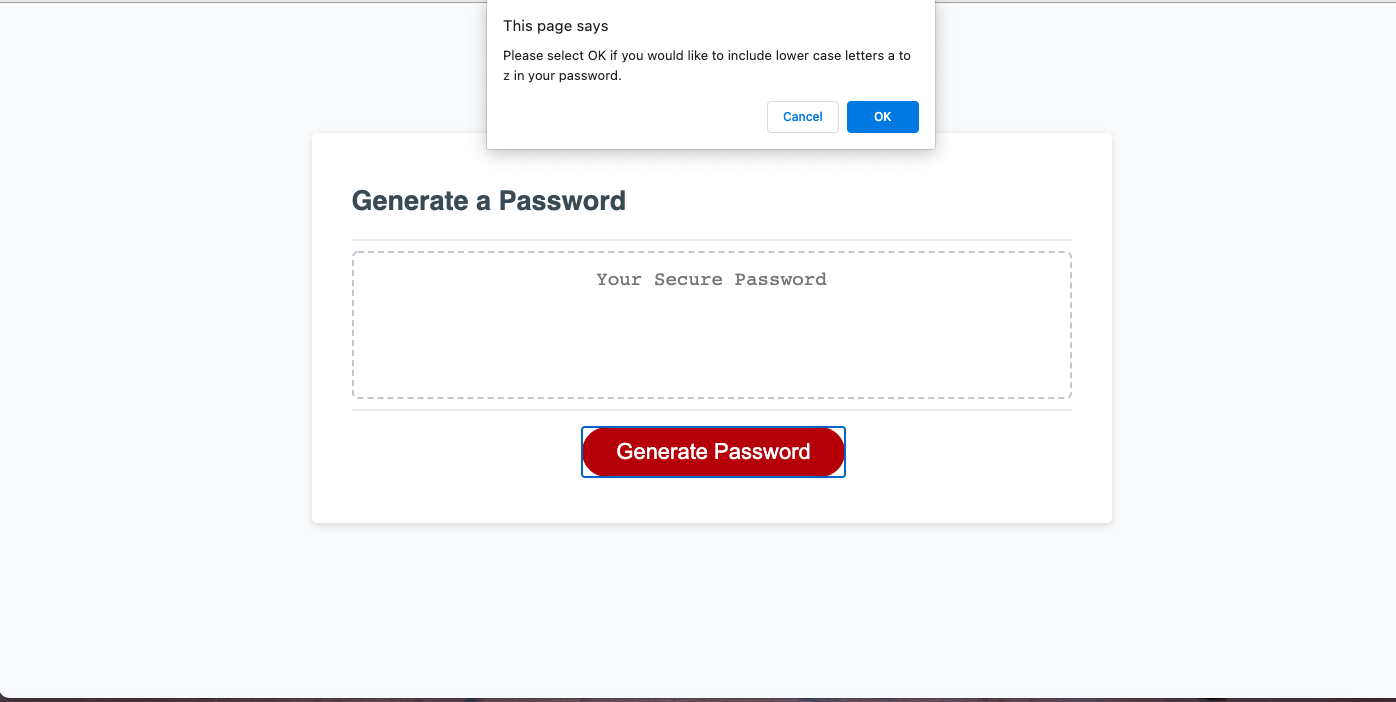 This page says
Please select OK if you would like to include lower case letters a to
z in your password.
Cancel OK
Generate a Password
Your Secure Password
Generate Password